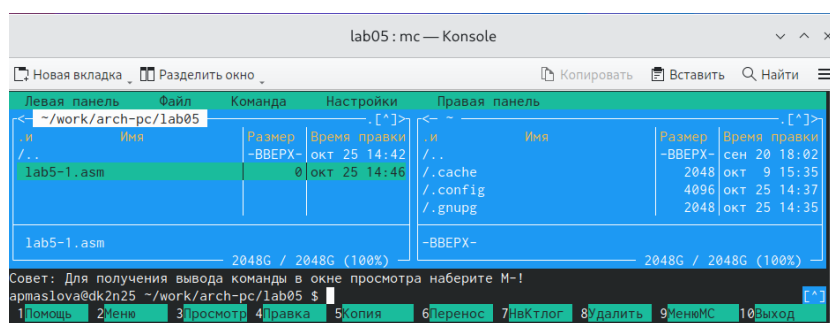 lab05 : mc — Konsole
Новая вкладка Разделить окно Копировать Вставить Найти
Левая панель Файл Команда Настройки Правая панель
<— ~/work/arch-pc/lab05 .[^]> <— ~ .[^]>
.и Имя Размер Время правки .и Имя Размер Время правки
/.. -ВВЕРХ- окт 25 14:42 /.. -ВВЕРХ- сен 20 18:02
lab5-1.asm 0 окт 25 14:46 /.cache 2048 окт 9 15:35
/.config 4096 окт 25 14:37
/.gnupg 2048 окт 25 14:35
lab5-1.asm -ВВЕРХ-
2048G / 2048G (100%) 2048G / 2048G (100%)
Совет: Для получения вывода команды в окне просмотра наберите M-!
apmaslova@dk2n25 ~/work/arch-pc/lab05 $ [^]
1Помощь 2Меню 3Просмотр 4Правка 5Копия 6Перенос 7НвКтлог 8Удалить 9МенюМС 10Выход